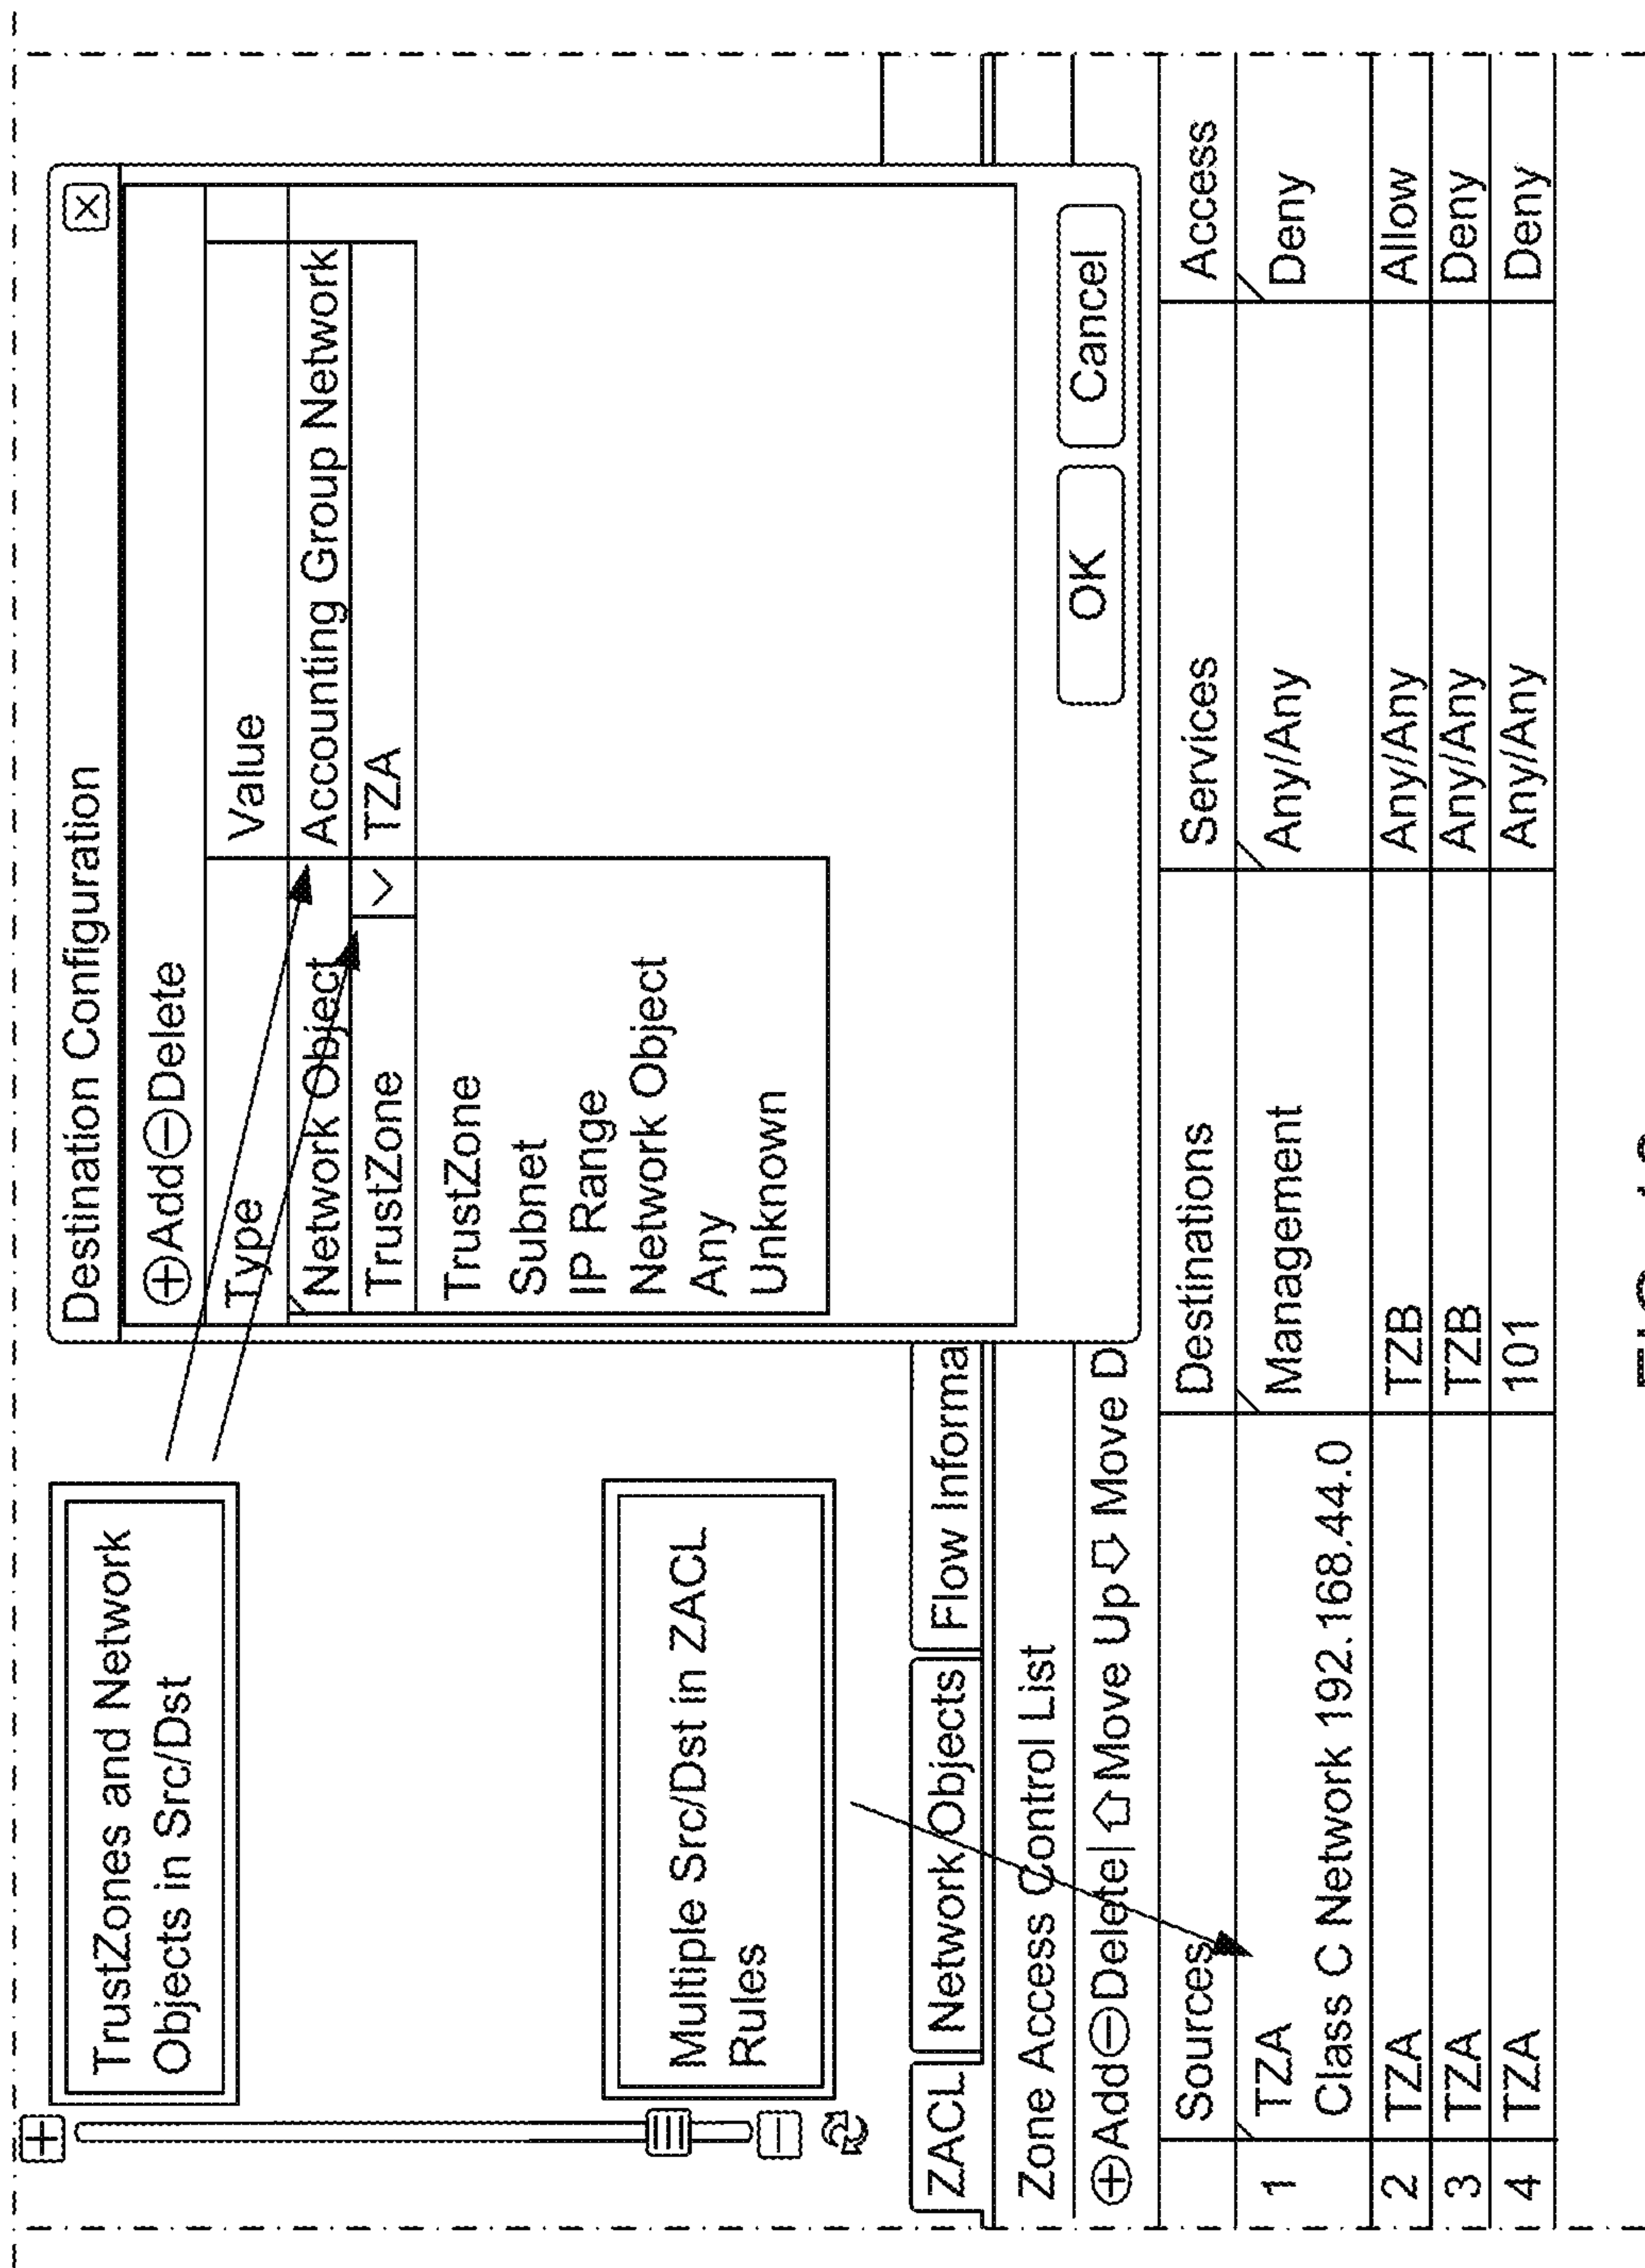 TrustZones and Network
Objects in Src/Dst
Multiple Src/Dst in ZACL
Rules
Destination Configuration
Add Delete
Type Value
Network Object Accounting Group Network
TrustZone TZA
TrustZone
Subnet
IP Range
Network Object
Any
Unknown
OK Cancel
ZACL Network Objects Flow Informa
Zone Access Control List
Add Delete| Move Up Move D
Sources Destinations Services Access
1 TZA Management Any/Any Deny
Class C Network 192.168.44.0
2 TZA TZB Any/Any Allow
3 TZA TZB Any/Any Deny
4 TZA 101 Any/Any Deny